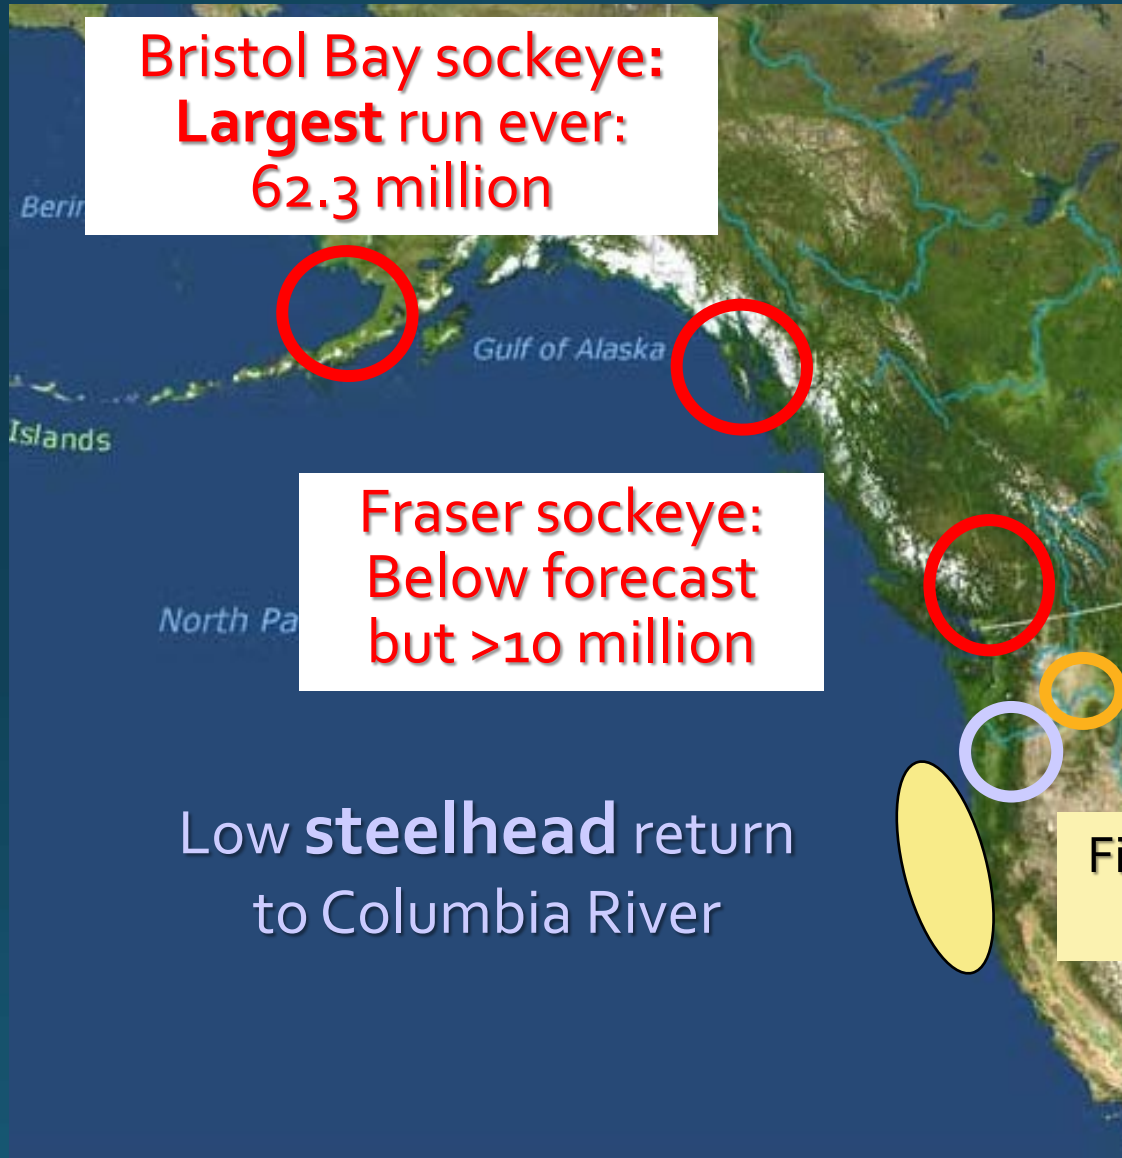 Bristol Bay sockeye:
Largest run ever:
62.3 million
Gulf of Alaska
Islands
Fraser sockeye:
Below forecast
but >10 million
North
Low steelhead return
to Columbia River